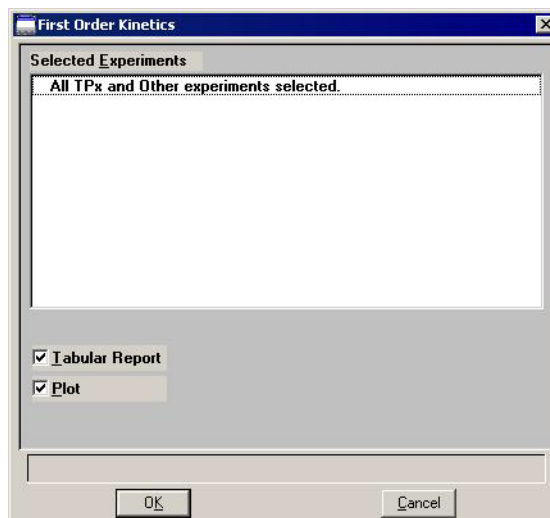 First Order Kinetics
Selected Experiments
All TPx and Other experiments selected.
Tabular Report
Plot
OK
Cancel